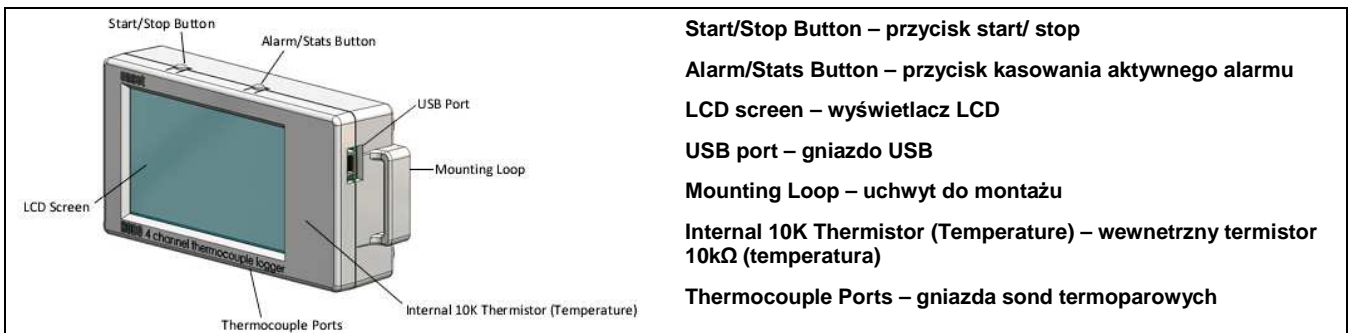 Start/Stop Button
Alarm/Stats Button
USB Port
Mounting Loop
LCD Screen
onset
4 channel thermocouple logger
Internal 10K Thermistor (Temperature)
Thermocouple Ports
Start/Stop Button – przycisk start/ stop
Alarm/Stats Button – przycisk kasowania aktywnego alarmu
LCD screen – wyświetlacz LCD
USB port – gniazdo USB
Mounting Loop – uchwyt do montażu
Internal 10K Thermistor (Temperature) – wewnetrzny termistor
10kΩ (temperatura)
Thermocouple Ports – gniazda sond termoparowych